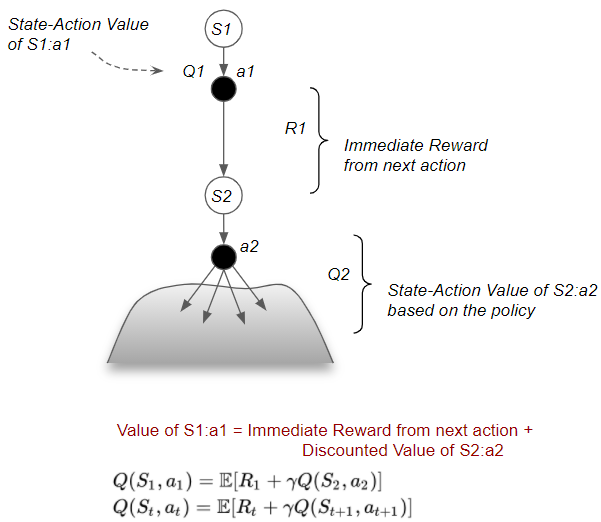 State-Action Value
of S1:a1
S1
Q1
a1
R1
Immediate Reward
from next action
S2
a2
Q2
State-Action Value of S2:a2
based on the policy
Value of S1:a1 = Immediate Reward from next action +
Discounted Value of S2:a2
Q(S₁, a₁) = 𝔼[R₁ + γQ(S₂, a₂)]
Q(Sₜ, aₜ) = 𝔼[Rₜ + γQ(Sₜ₊₁, aₜ₊₁)]